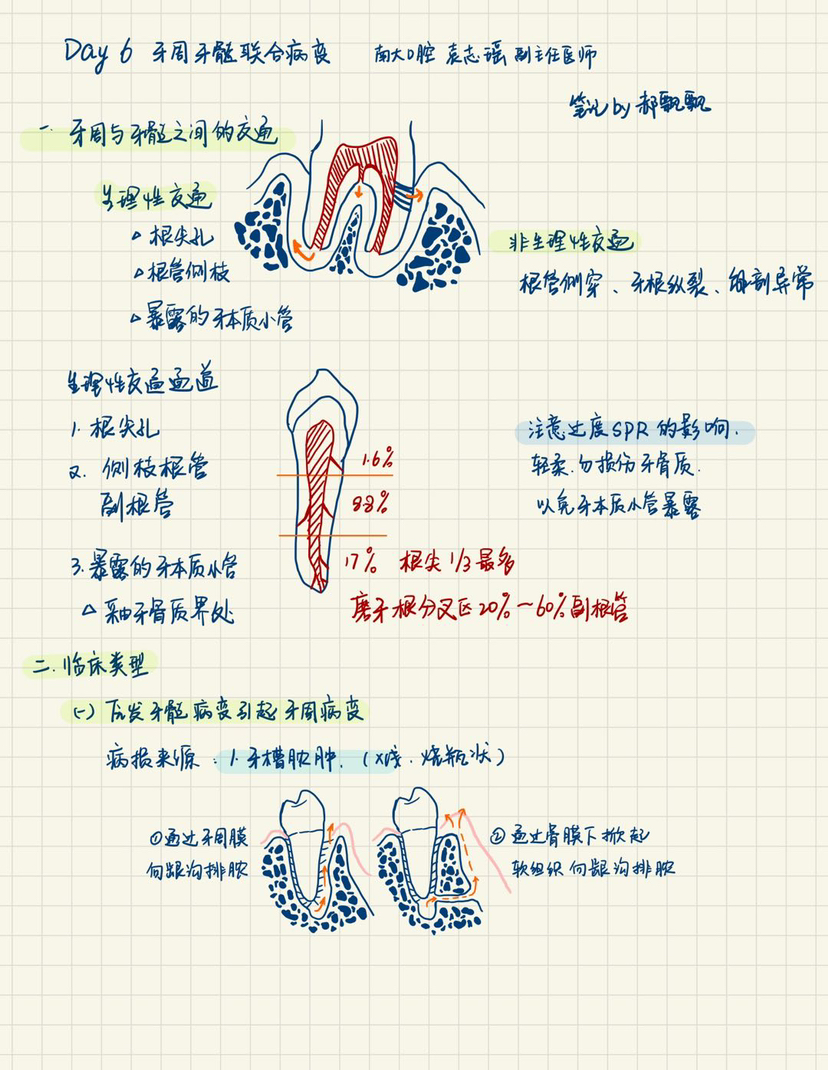 Day 6 牙周牙髓联合病变 南大口腔 袁志瑶 副主任医师
笔记 by 郝飘飘
一 牙周与牙髓之间的交通
生理性交通
△ 根尖孔
△ 根管侧枝
△ 暴露的牙本质小管
非生理性交通
根管侧穿、牙根纵裂、解剖异常
生理性交通通道
1. 根尖孔
2. 侧枝根管
副根管
3. 暴露的牙本质小管
△ 釉牙骨质界处
1.6%
8.8%
17% 根尖1/3最多
磨牙根分叉区20%~60%副根管
注意过度SPR的影响.
轻柔.勿损伤牙骨质.
以免牙本质小管暴露
二.临床类型
(一) 原发牙髓病变引起牙周病变
病损来源:1.牙槽脓肿.(X线.烧瓶状)
①通过牙周膜
向龈沟排脓
②通过骨膜下掀起
软组织向龈沟排脓